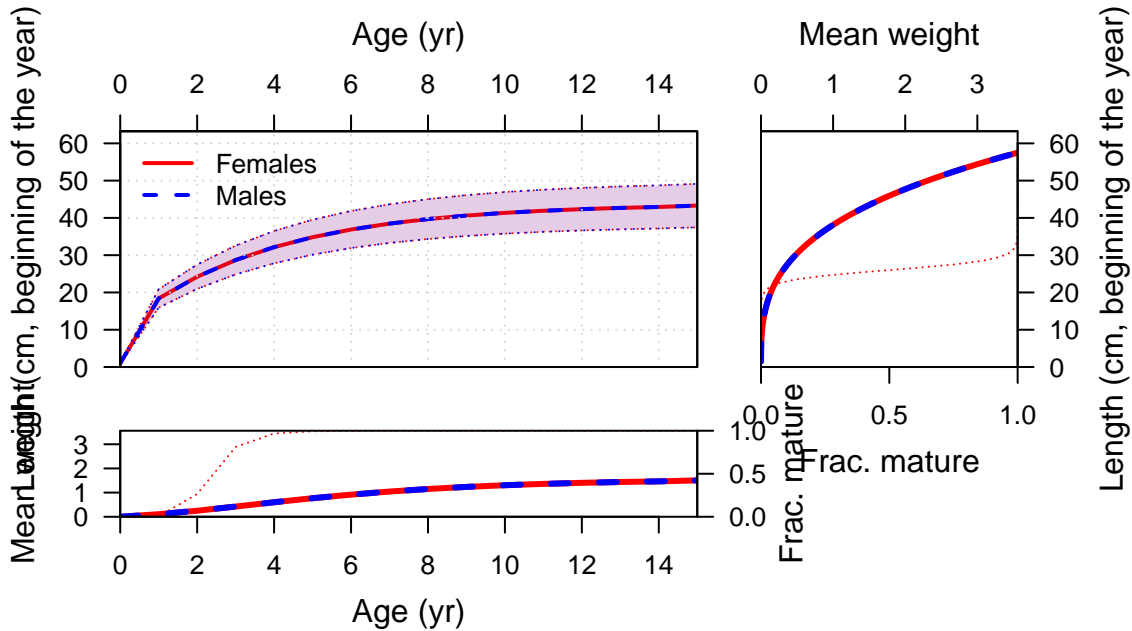 Age (yr)
Mean weight
0 2 4 6 8 10 12 14
0 1 2 3
Length (cm, beginning of the year)
60
50
40
30
20
10
0
Females
Males
60
50
40
30
20
10
0
Length (cm, beginning of the year)
0.0 0.5 1.0
Frac. mature
Mean weight
3
2
1
0
1.0
0.5
0.0
Frac. mature
0 2 4 6 8 10 12 14
Age (yr)